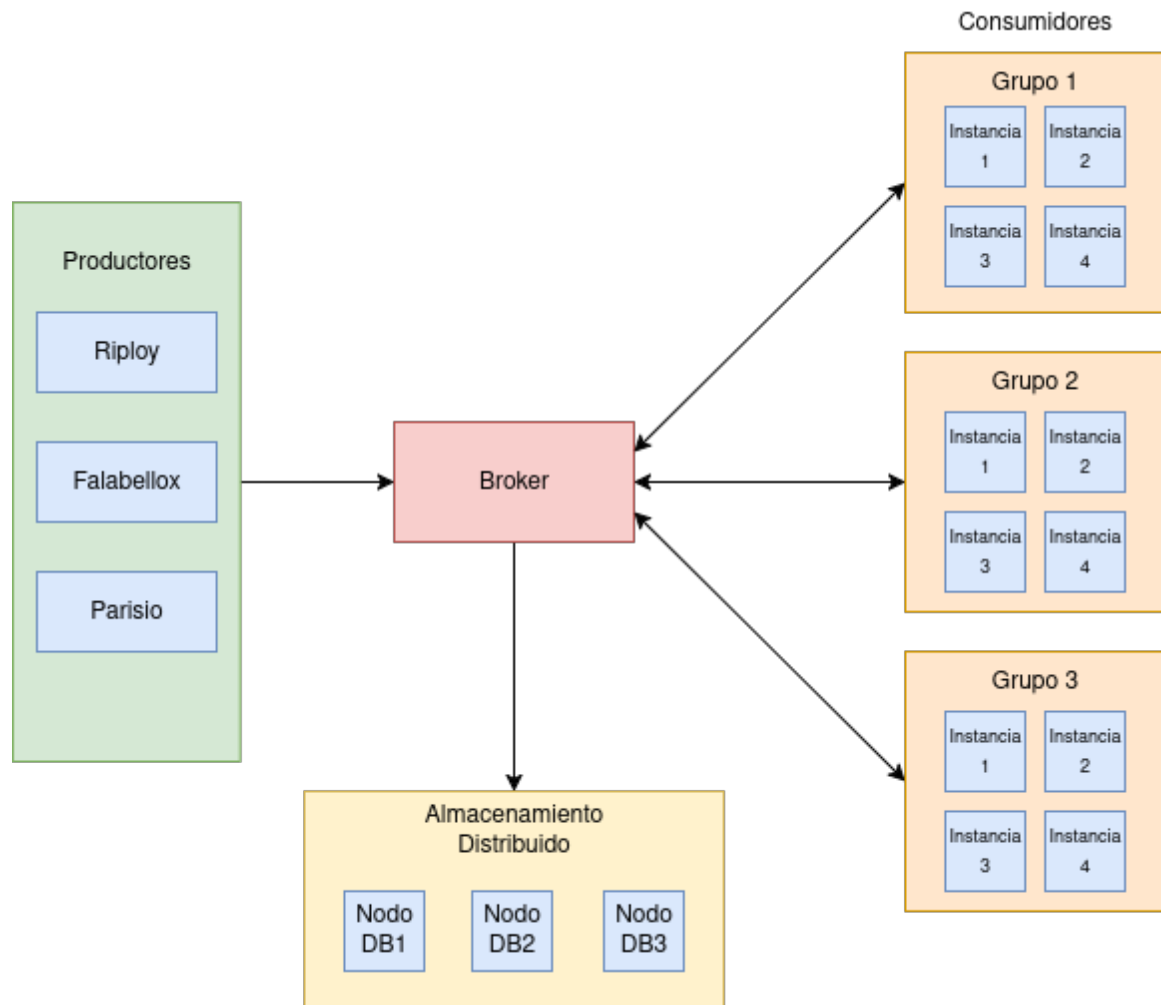 Consumidores
Grupo 1
Instancia
1
Instancia
2
Instancia
3
Instancia
4
Productores
Riploy
Falabellox
Parisio
Broker
Grupo 2
Instancia
1
Instancia
2
Instancia
3
Instancia
4
Grupo 3
Instancia
1
Instancia
2
Instancia
3
Instancia
4
Almacenamiento
Distribuido
Nodo
DB1
Nodo
DB2
Nodo
DB3